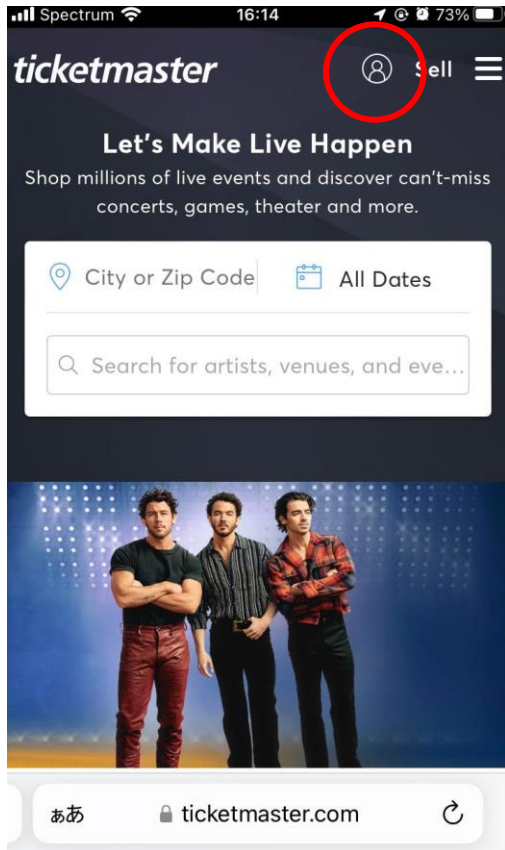 Spectrum 16:14 73%
ticketmaster Sell
Let's Make Live Happen
Shop millions of live events and discover can't-miss
concerts, games, theater and more.
City or Zip Code All Dates
Search for artists, venues, and eve...
ぁあ ticketmaster.com